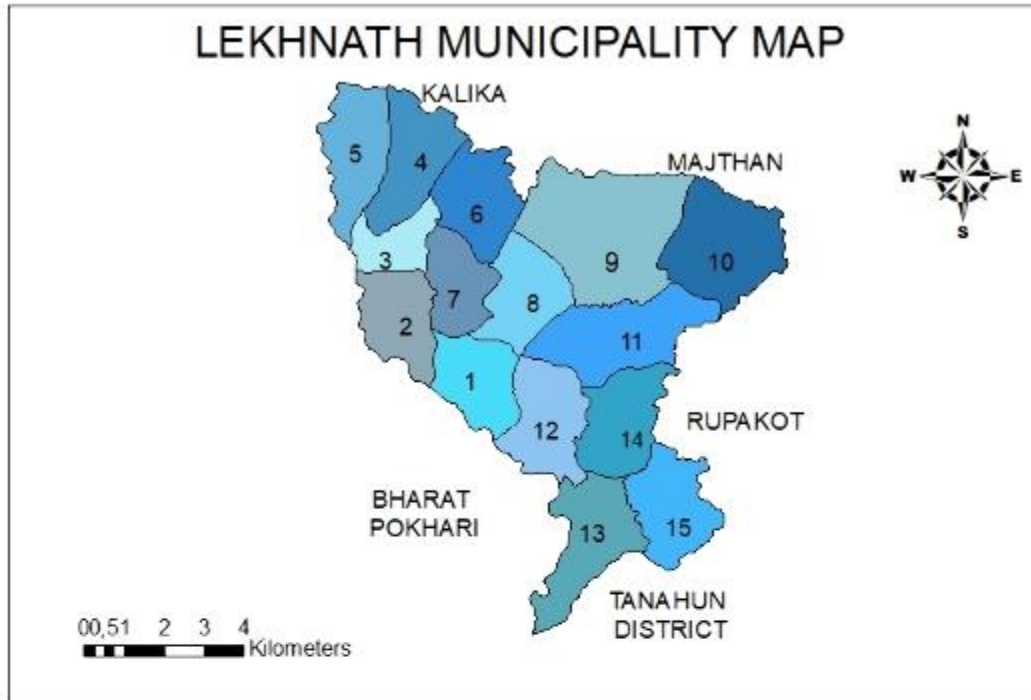 LEKHNATH MUNICIPALITY MAP
KALIKA
N
5
4
MAJTHAN
W
E
6
S
3
9
10
7
8
2
11
1
RUPAKOT
12
14
BHARAT
POKHARI
13
15
TANAHUN
DISTRICT
00,51 2 3 4
Kilometers